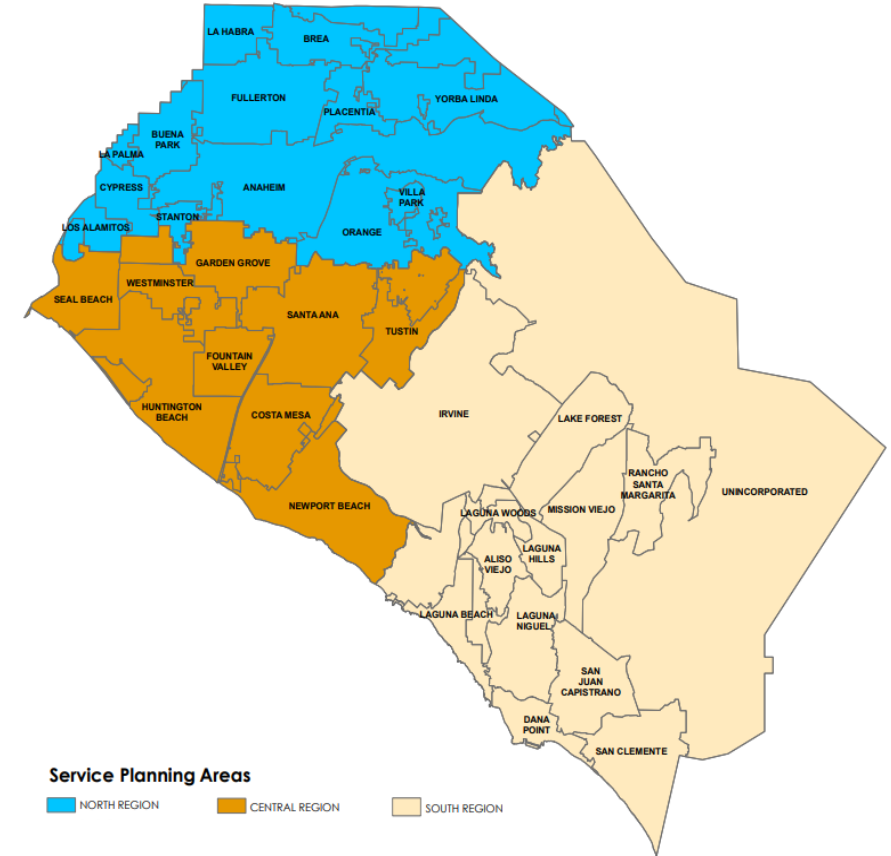 LA HABRA
BREA
FULLERTON
PLACENTIA
YORBA LINDA
BUENA
PARK
LA PALMA
CYPRESS
ANAHEIM
VILLA
PARK
STANTON
LOS ALAMITOS
ORANGE
GARDEN GROVE
WESTMINSTER
SEAL BEACH
SANTA ANA
TUSTIN
FOUNTAIN
VALLEY
HUNTINGTON
BEACH
COSTA MESA
IRVINE
LAKE FOREST
RANCHO
SANTA
MARGARITA
UNINCORPORATED
NEWPORT BEACH
LAGUNA WOODS
MISSION VIEJO
LAGUNA
HILLS
ALISO
VIEJO
LAGUNA BEACH
LAGUNA
NIGUEL
SAN
JUAN
CAPISTRANO
DANA
POINT
SAN CLEMENTE
Service Planning Areas
NORTH REGION
CENTRAL REGION
SOUTH REGION